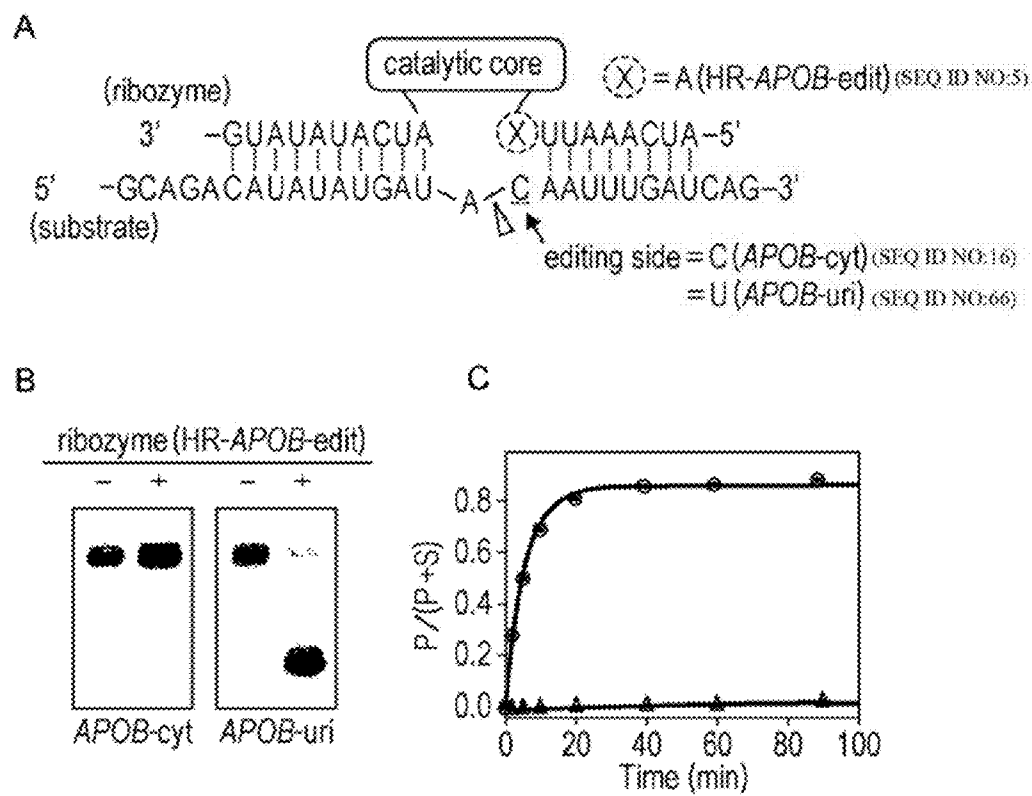 A
catalytic core
X = A (HR-APOB-edit) (SEQ ID NO:5)
(ribozyme)
3' -GUAUAUACUA XUUAAACUA-5'
5' -GCAGACAUAUAUGAU-A-C AAUUUGAUCAG-3'
(substrate)
editing side = C (APOB-cyt) (SEQ ID NO:16)
= U (APOB-uri) (SEQ ID NO:66)
B
ribozyme (HR-APOB-edit)
- + - +
APOB-cyt APOB-uri
C
P/(P+S)
0.8
0.6
0.4
0.2
0.0
0 20 40 60 80 100
Time (min)